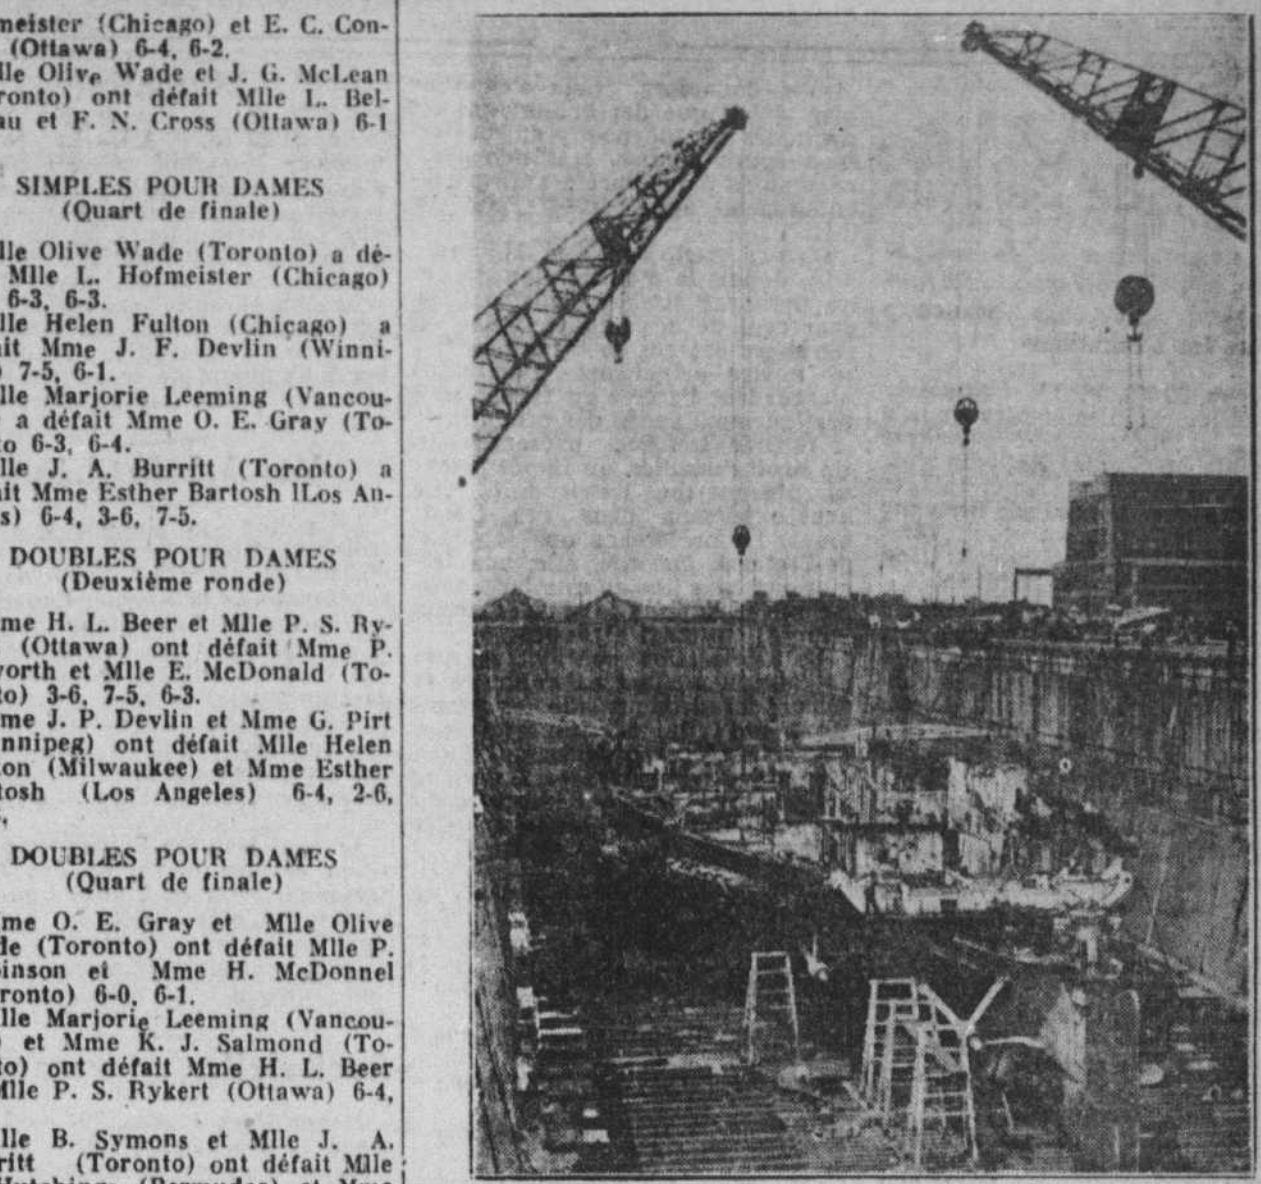 meister (Chicago) et E. C. Con-
(Ottawa) 6-4, 6-2.
lle Olive Wade et J. G. McLean
ronto) ont défait Mlle L. Bel-
au et F. N. Cross (Ottawa) 6-1
SIMPLES POUR DAMES
(Quart de finale)
lle Olive Wade (Toronto) a dé-
Mlle L. Hofmeister (Chicago)
6-3, 6-3.
lle Helen Fulton (Chicago) a
ait Mme J. F. Devlin (Winni-
) 7-5, 6-1.
lle Marjorie Leeming (Vancou-
a défait Mme O. E. Gray (To-
to 6-3, 6-4.
lle J. A. Burritt (Toronto) a
ait Mme Esther Bartosh lLos An-
s) 6-4, 3-6, 7-5.
DOUBLES POUR DAMES
(Deuxième ronde)
me H. L. Beer et Mlle P. S. Ry-
(Ottawa) ont défait Mme P.
vorth et Mlle E. McDonald (To-
to) 3-6, 7-5, 6-3.
me J. P. Devlin et Mme G. Pirt
nnipeg) ont défait Mlle Helen
on (Milwaukee) et Mme Esther
tosh (Los Angeles) 6-4, 2-6,
DOUBLES POUR DAMES
(Quart de finale)
me O. E. Gray et Mlle Olive
de (Toronto) ont défait Mlle P.
inson et Mme H. McDonnel
ronto) 6-0, 6-1.
lle Marjorie Leeming (Vancou-
) et Mme K. J. Salmond (To-
to) ont défait Mme H. L. Beer
Mlle P. S. Rykert (Ottawa) 6-4,
lle B. Symons et Mlle J. A.
ritt (Toronto) ont défait Mlle